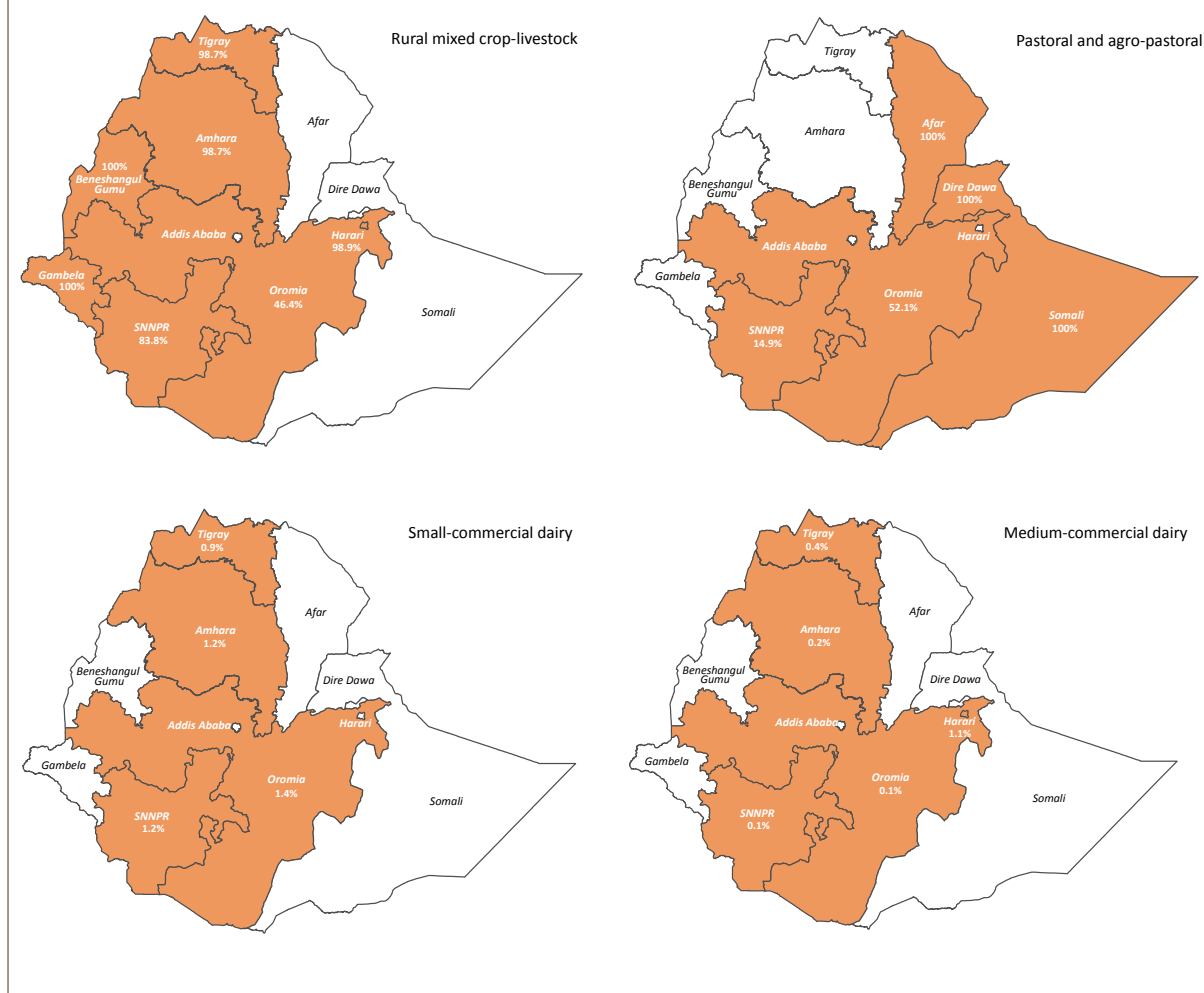 Rural mixed crop-livestock
Tigray
98.7%
Afar
Amhara
98.7%
100%
Beneshangul
Gumu
Dire Dawa
Addis Ababa
Harari
98.9%
Gambela
100%
Oromia
46.4%
Somali
SNNPR
83.8%
Pastoral and agro-pastoral
Tigray
Afar
100%
Amhara
Beneshangul
Gumu
Dire Dawa
100%
Addis Ababa
Harari
Gambela
Oromia
52.1%
Somali
100%
SNNPR
14.9%
Small-commercial dairy
Tigray
0.9%
Afar
Amhara
1.2%
Beneshangul
Gumu
Dire Dawa
Addis Ababa
Harari
Gambela
Oromia
1.4%
Somali
SNNPR
1.2%
Medium-commercial dairy
Tigray
0.4%
Afar
Amhara
0.2%
Beneshangul
Gumu
Dire Dawa
Addis Ababa
Harari
1.1%
Gambela
Oromia
0.1%
Somali
SNNPR
0.1%